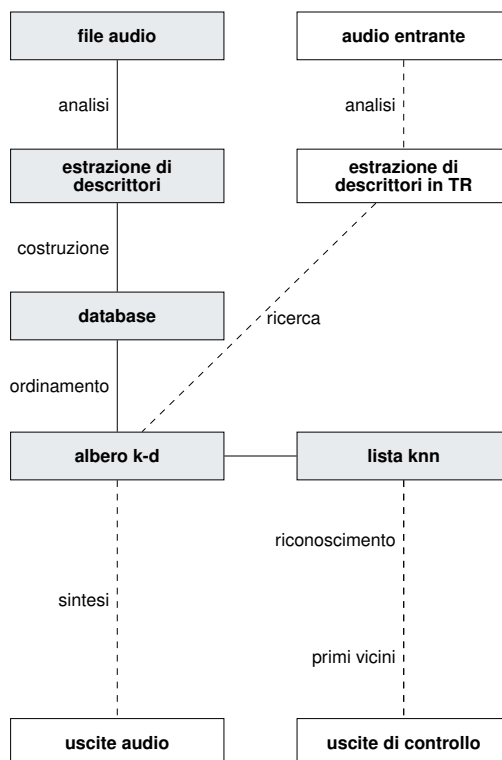 file audio
audio entrante
analisi
analisi
estrazione di
descrittori
estrazione di
descrittori in TR
costruzione
database
ricerca
ordinamento
albero k-d
lista knn
riconoscimento
sintesi
primi vicini
uscite audio
uscite di controllo